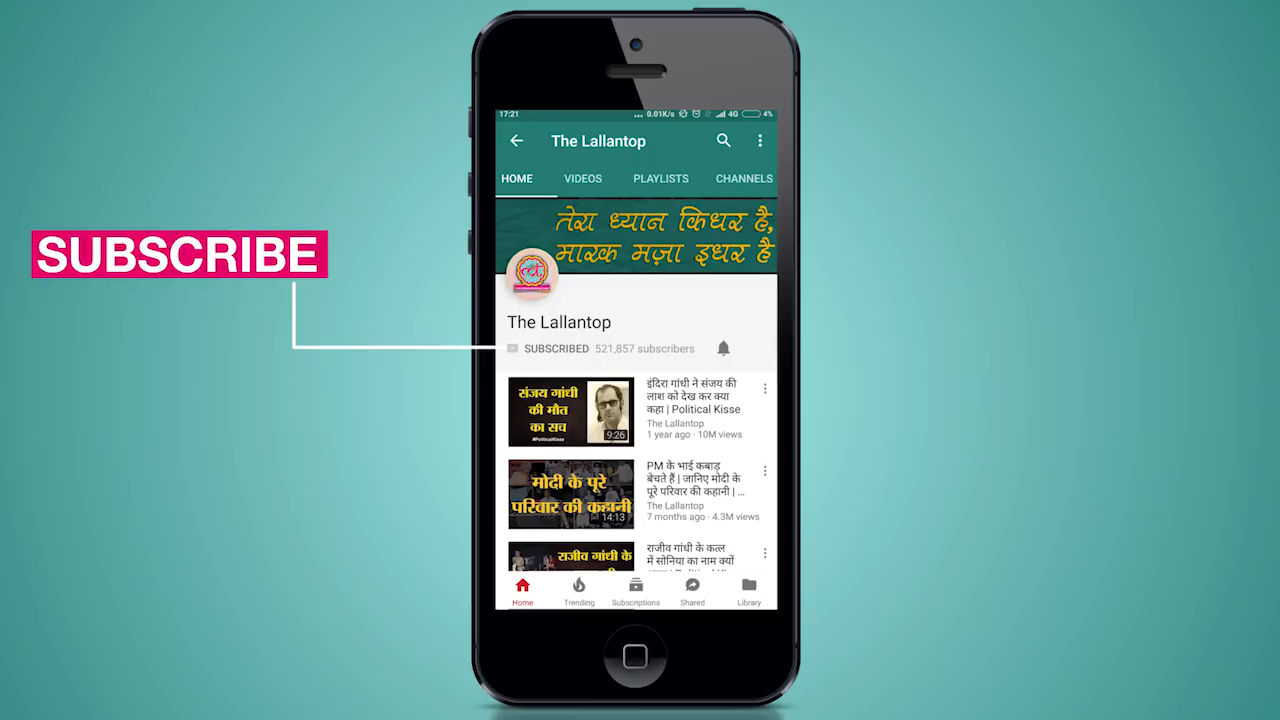 17:21 ... 0.01K/s 4G 4%
The Lallantop
HOME VIDEOS PLAYLISTS CHANNELS
तेरा ध्यान किधर है,
मारक मज़ा इधर है
SUBSCRIBE
The Lallantop
SUBSCRIBED 521,857 subscribers
संजय गांधी
की मौत
का सच
#PoliticalKisse
9:26
इंदिरा गांधी ने संजय की
लाश को देख कर क्या
कहा | Political Kisse
The Lallantop
1 year ago · 10M views
मोदी के पूरे
परिवार की कहानी
14:13
PM के भाई कबाड़
बेचते हैं | जानिए मोदी के
पूरे परिवार की कहानी | ...
The Lallantop
7 months ago · 4.3M views
राजीव गांधी के
राजीव गांधी के कत्ल
में सोनिया का नाम क्यों
Home Trending Subscriptions Shared Library